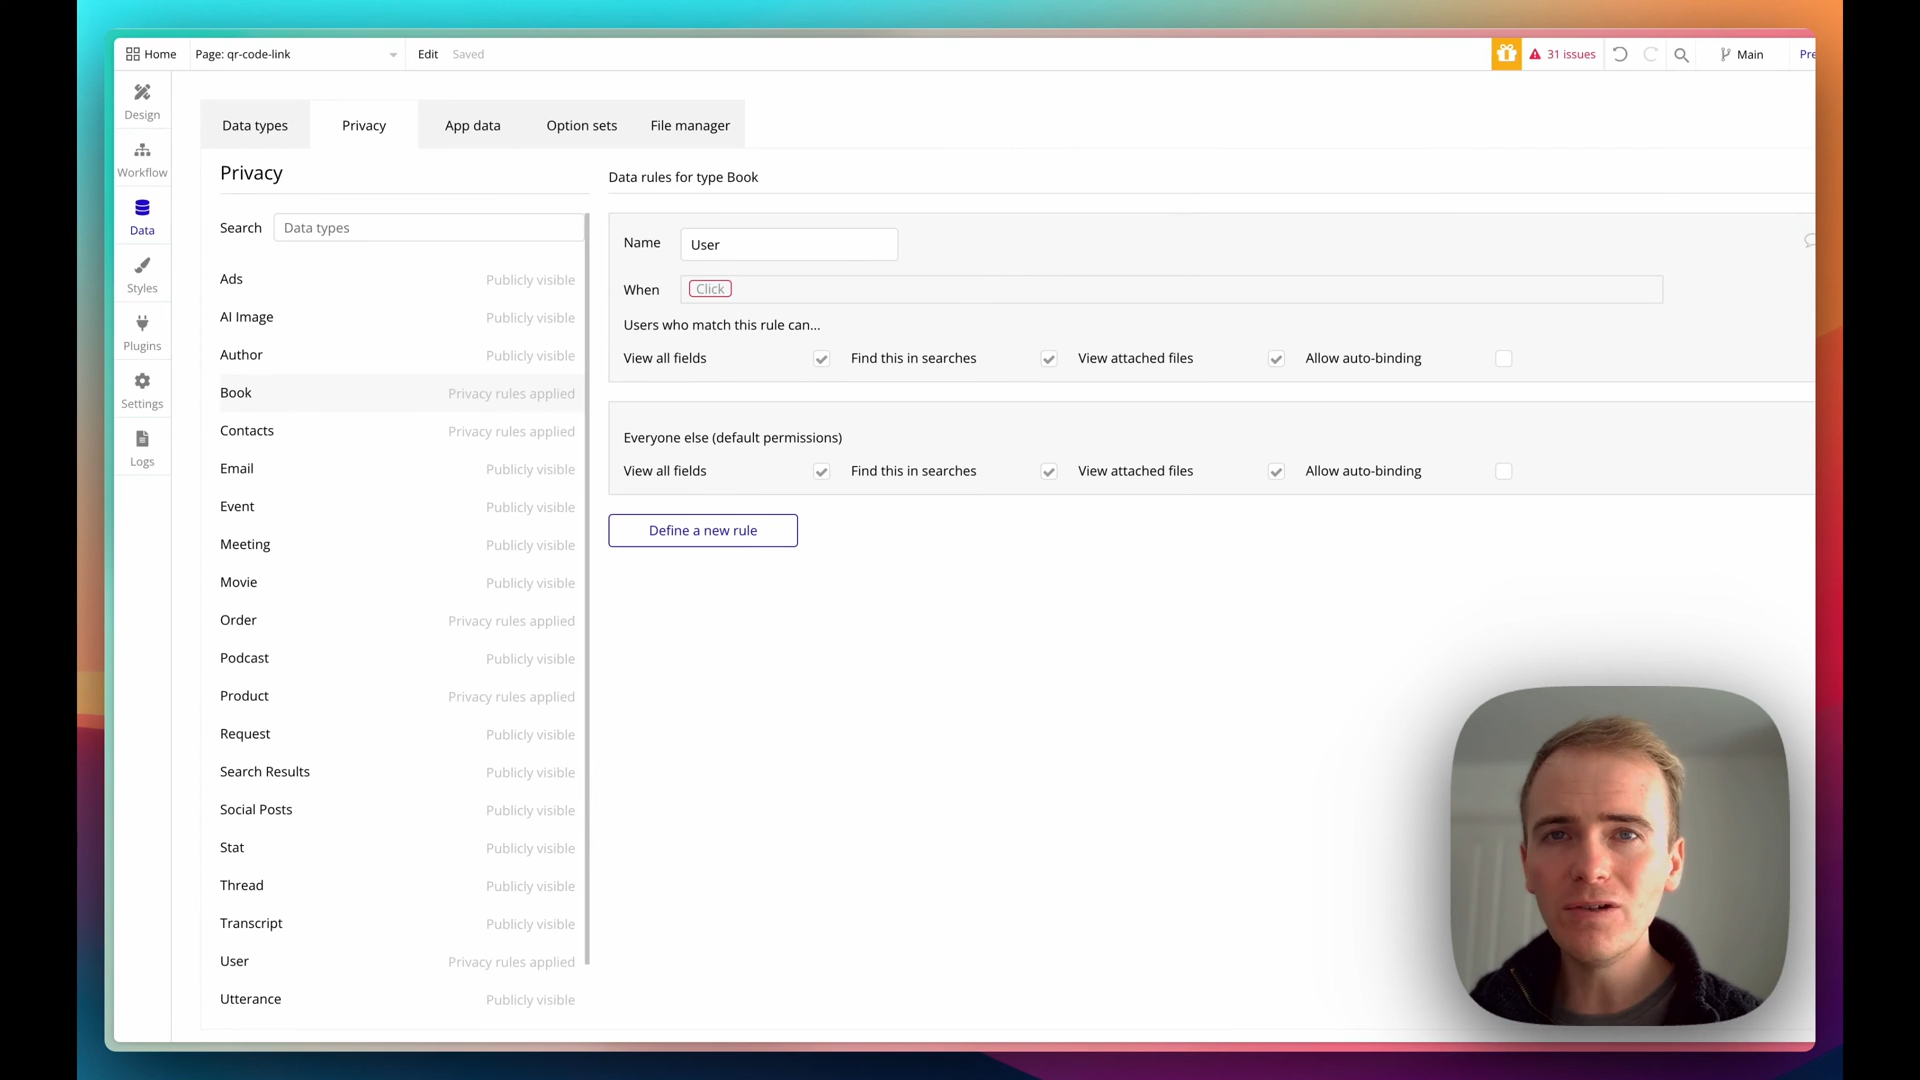 Home
Page: qr-code-link
Edit
Saved
31 issues
Main
Pre
Design
Workflow
Data
Styles
Plugins
Settings
Logs
Data types
Privacy
App data
Option sets
File manager
Privacy
Search
Data types
Ads Publicly visible
AI Image Publicly visible
Author Publicly visible
Book Privacy rules applied
Contacts Privacy rules applied
Email Publicly visible
Event Publicly visible
Meeting Publicly visible
Movie Publicly visible
Order Privacy rules applied
Podcast Publicly visible
Product Privacy rules applied
Request Publicly visible
Search Results Publicly visible
Social Posts Publicly visible
Stat Publicly visible
Thread Publicly visible
Transcript Publicly visible
User Privacy rules applied
Utterance Publicly visible
Data rules for type Book
Name User
When Click
Users who match this rule can...
View all fields Find this in searches View attached files Allow auto-binding
Everyone else (default permissions)
View all fields Find this in searches View attached files Allow auto-binding
Define a new rule